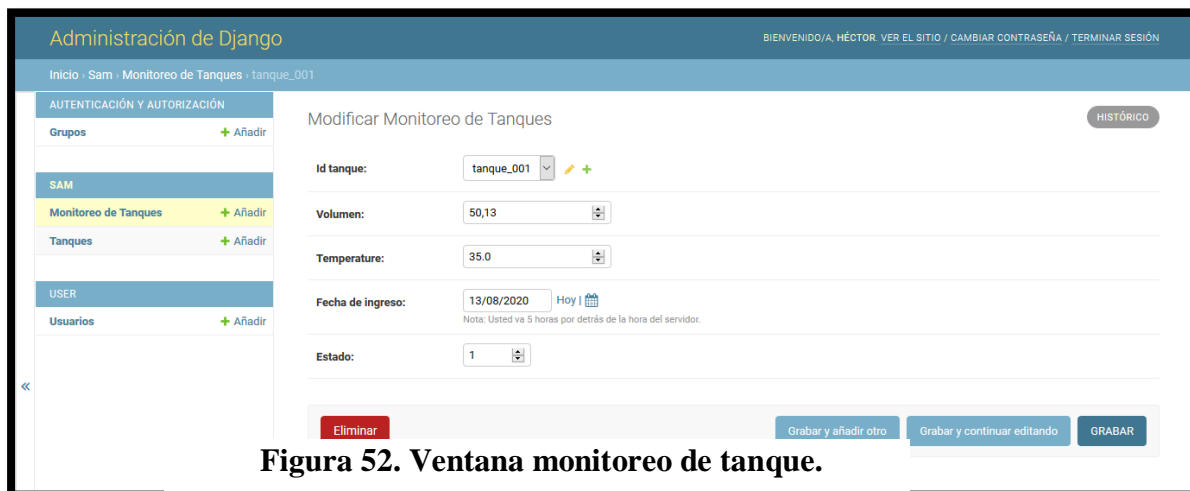 Administración de Django
BIENVENIDO/A, HÉCTOR. VER EL SITIO / CAMBIAR CONTRASEÑA / TERMINAR SESIÓN
Inicio › Sam › Monitoreo de Tanques › tanque_001
AUTENTICACIÓN Y AUTORIZACIÓN
Grupos + Añadir
SAM
Monitoreo de Tanques + Añadir
Tanques + Añadir
USER
Usuarios + Añadir
«
Modificar Monitoreo de Tanques
HISTÓRICO
Id tanque: tanque_001
Volumen: 50,13
Temperature: 35.0
Fecha de ingreso: 13/08/2020 Hoy |
Nota: Usted va 5 horas por detrás de la hora del servidor.
Estado: 1
Eliminar
Grabar y añadir otro
Grabar y continuar editando
GRABAR
Figura 52. Ventana monitoreo de tanque.